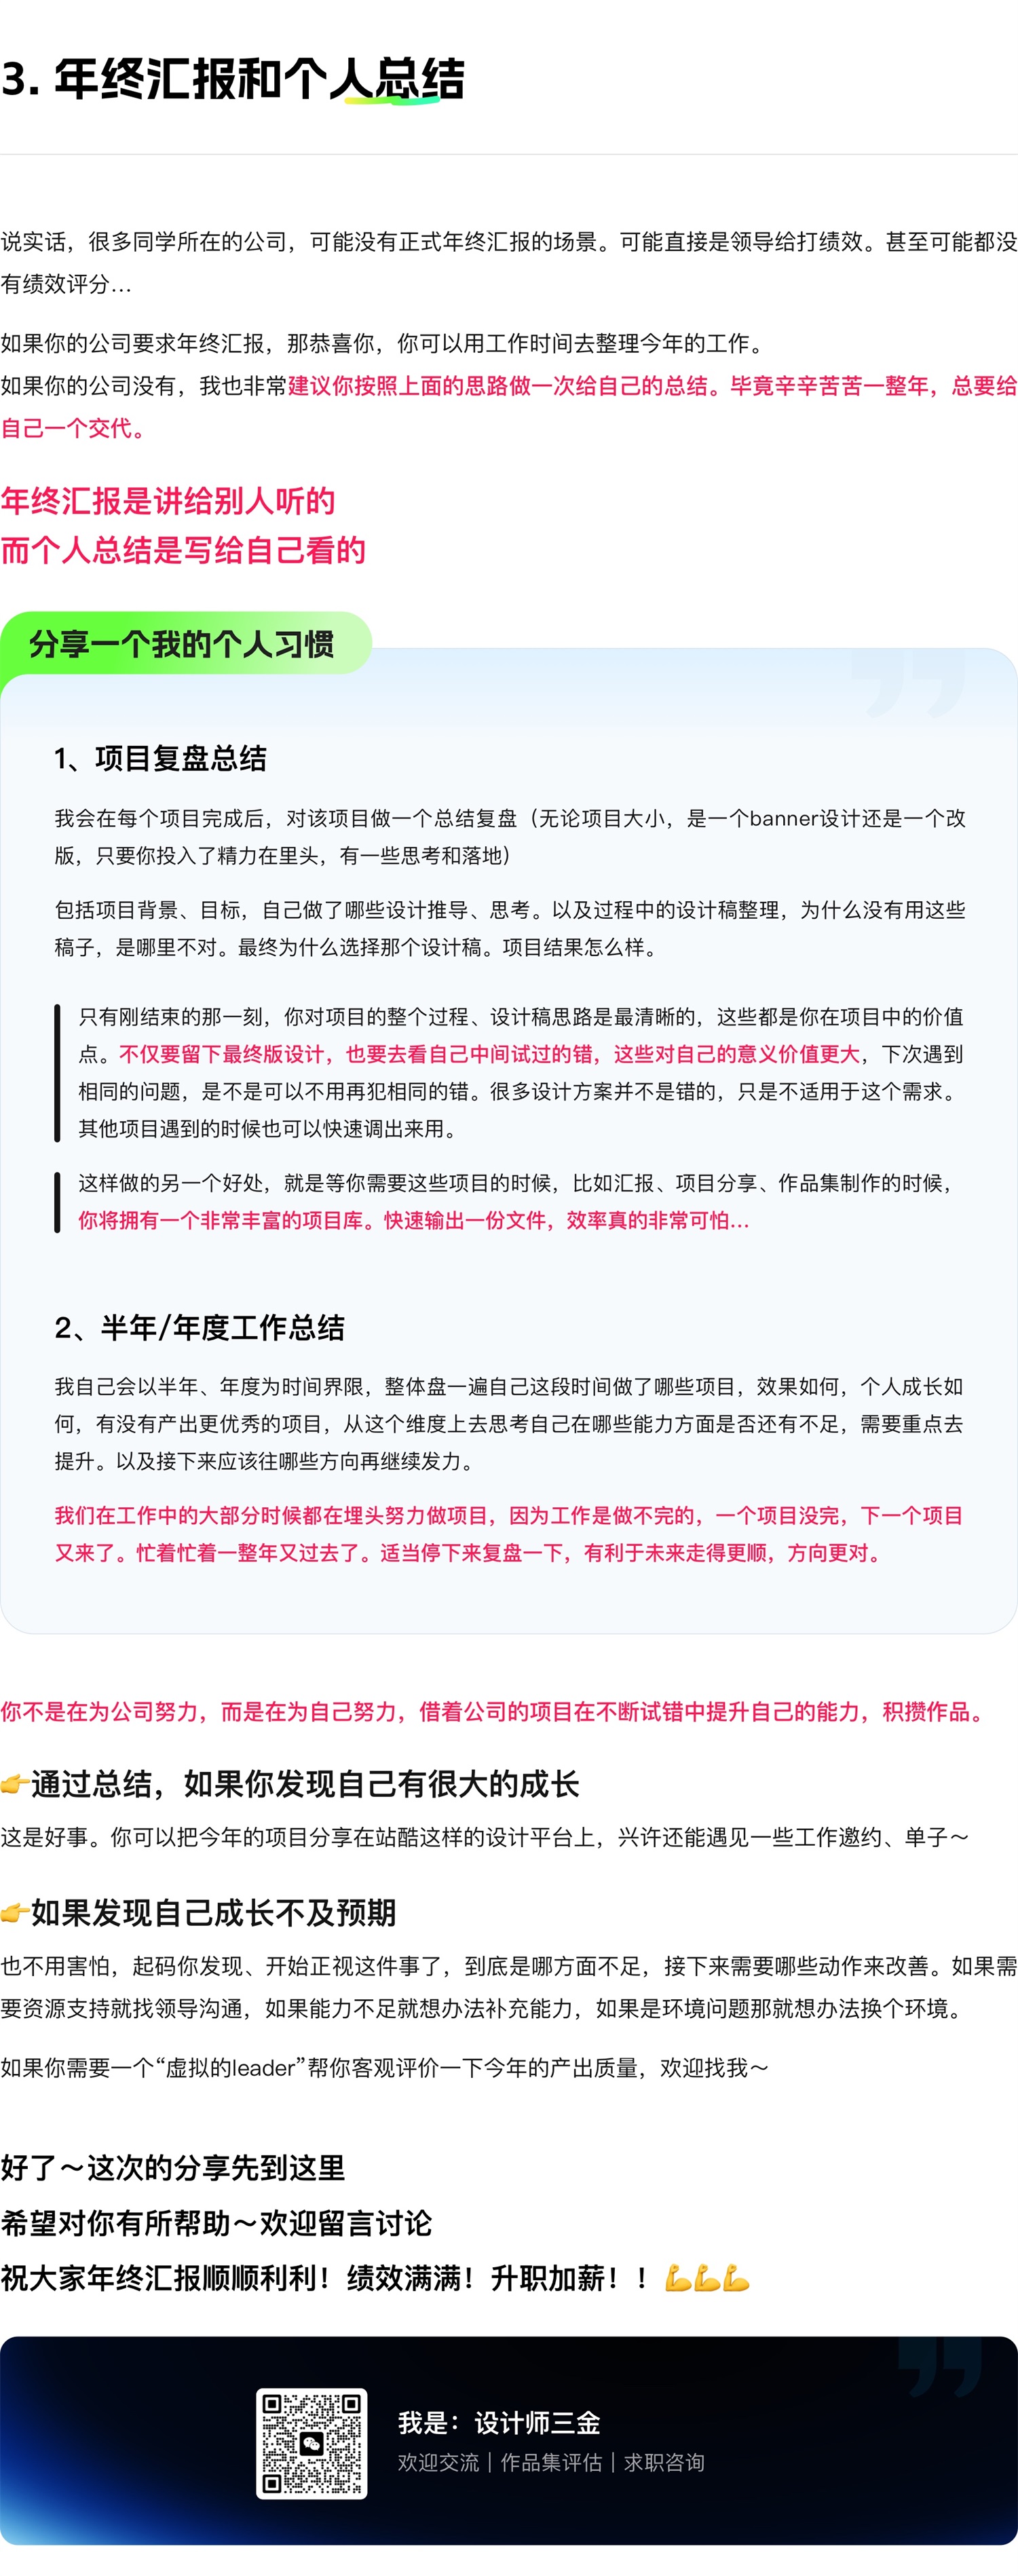 3. 年终汇报和个人总结
说实话，很多同学所在的公司，可能没有正式年终汇报的场景。可能直接是领导给打绩效。甚至可能都没
有绩效评分...
如果你的公司要求年终汇报，那恭喜你，你可以用工作时间去整理今年的工作。
如果你的公司没有，我也非常建议你按照上面的思路做一次给自己的总结。毕竟辛辛苦苦一整年，总要给
自己一个交代。
年终汇报是讲给别人听的
而个人总结是写给自己看的
分享一个我的个人习惯
1、项目复盘总结
我会在每个项目完成后，对该项目做一个总结复盘（无论项目大小，是一个banner设计还是一个改
版，只要你投入了精力在里头，有一些思考和落地）
包括项目背景、目标，自己做了哪些设计推导、思考。以及过程中的设计稿整理，为什么没有用这些
稿子，是哪里不对。最终为什么选择那个设计稿。项目结果怎么样。
只有刚结束的那一刻，你对项目的整个过程、设计稿思路是最清晰的，这些都是你在项目中的价值
点。不仅要留下最终版设计，也要去看自己中间试过的错，这些对自己的意义价值更大，下次遇到
相同的问题，是不是可以不用再犯相同的错。很多设计方案并不是错的，只是不适用于这个需求。
其他项目遇到的时候也可以快速调出来用。
这样做的另一个好处，就是等你需要这些项目的时候，比如汇报、项目分享、作品集制作的时候，
你将拥有一个非常丰富的项目库。快速输出一份文件，效率真的非常可怕...
2、半年/年度工作总结
我自己会以半年、年度为时间界限，整体盘一遍自己这段时间做了哪些项目，效果如何，个人成长如
何，有没有产出更优秀的项目，从这个维度上去思考自己在哪些能力方面是否还有不足，需要重点去
提升。以及接下来应该往哪些方向再继续发力。
我们在工作中的大部分时候都在埋头努力做项目，因为工作是做不完的，一个项目没完，下一个项目
又来了。忙着忙着一整年又过去了。适当停下来复盘一下，有利于未来走得更顺，方向更对。
你不是在为公司努力，而是在为自己努力，借着公司的项目在不断试错中提升自己的能力，积攒作品。
👉通过总结，如果你发现自己有很大的成长
这是好事。你可以把今年的项目分享在站酷这样的设计平台上，兴许还能遇见一些工作邀约、单子～
👉如果发现自己成长不及预期
也不用害怕，起码你发现、开始正视这件事了，到底是哪方面不足，接下来需要哪些动作来改善。如果需
要资源支持就找领导沟通，如果能力不足就想办法补充能力，如果是环境问题那就想办法换个环境。
如果你需要一个“虚拟的leader”帮你客观评价一下今年的产出质量，欢迎找我～
好了～这次的分享先到这里
希望对你有所帮助～欢迎留言讨论
祝大家年终汇报顺顺利利！绩效满满！升职加薪！！💪💪💪
我是：设计师三金
欢迎交流｜作品集评估｜求职咨询